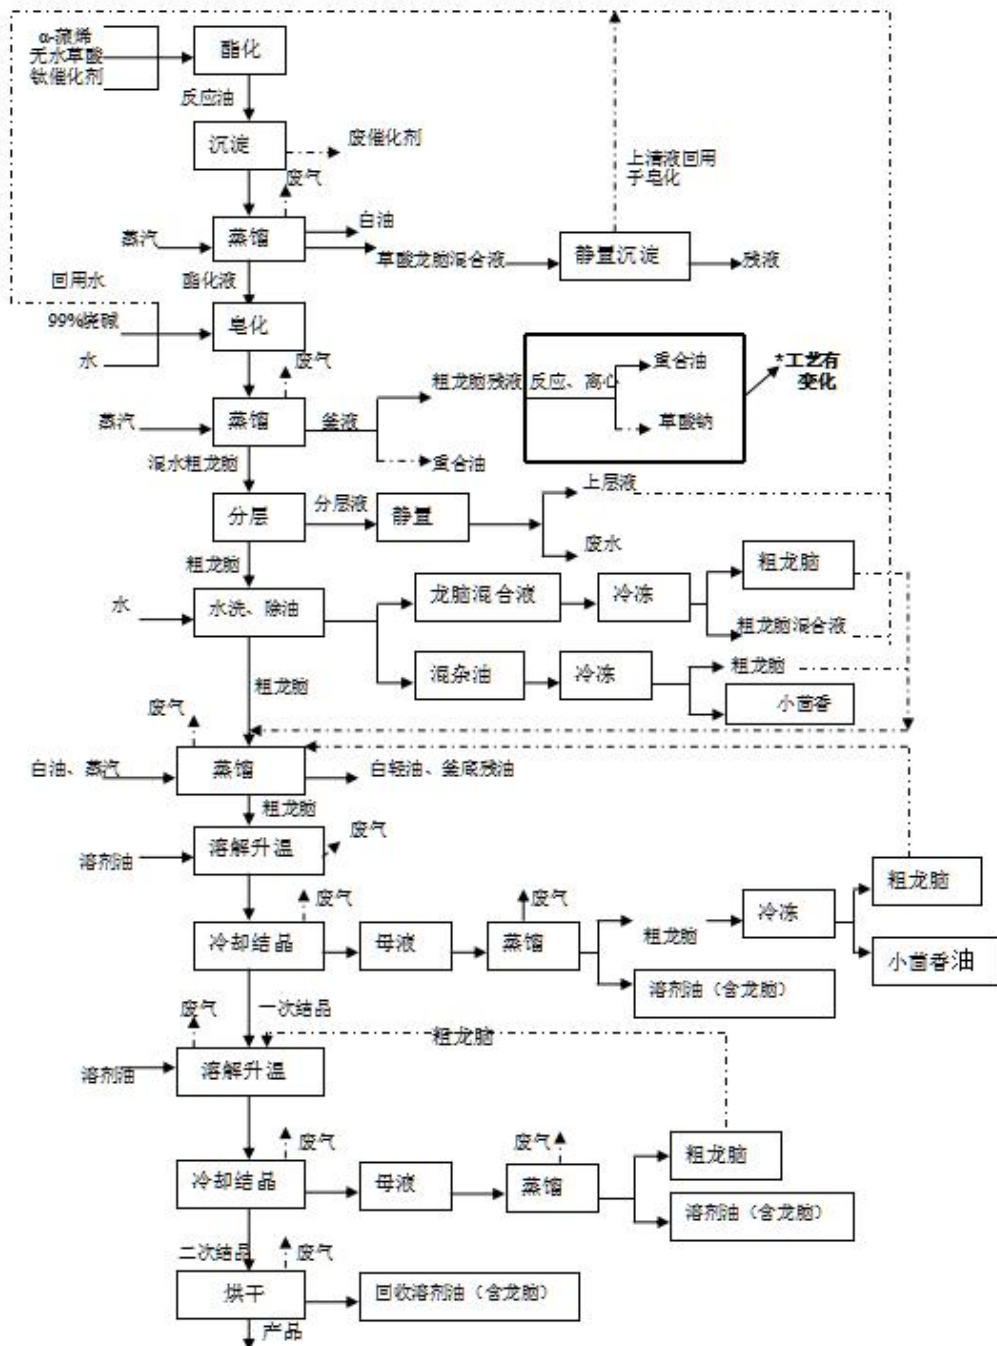 α-蒎烯
无水草酸
钛催化剂
酯化
反应油
沉淀
废催化剂
废气
上清液回用
于皂化
蒸汽
蒸馏
白油
草酸龙脑混合液
静置沉淀
残液
回用水
酯化液
99%烧碱
皂化
水
废气
粗龙脑残液
反应、离心
重合油
草酸钠
*工艺有
变化
蒸汽
蒸馏
釜液
重合油
混水粗龙脑
分层
分层液
静置
上层液
废水
粗龙脑
水
水洗、除油
龙脑混合液
冷冻
粗龙脑
粗龙脑混合液
混杂油
冷冻
粗龙脑
小茴香
粗龙脑
废气
白油、蒸汽
蒸馏
白轻油、釜底残油
粗龙脑
溶剂油
溶解升温
废气
废气
冷却结晶
母液
废气
蒸馏
粗龙脑
冷冻
粗龙脑
小茴香油
溶剂油（含龙脑）
一次结晶
废气
粗龙脑
溶剂油
溶解升温
废气
冷却结晶
母液
废气
蒸馏
粗龙脑
溶剂油（含龙脑）
二次结晶
废气
烘干
回收溶剂油（含龙脑）
产品